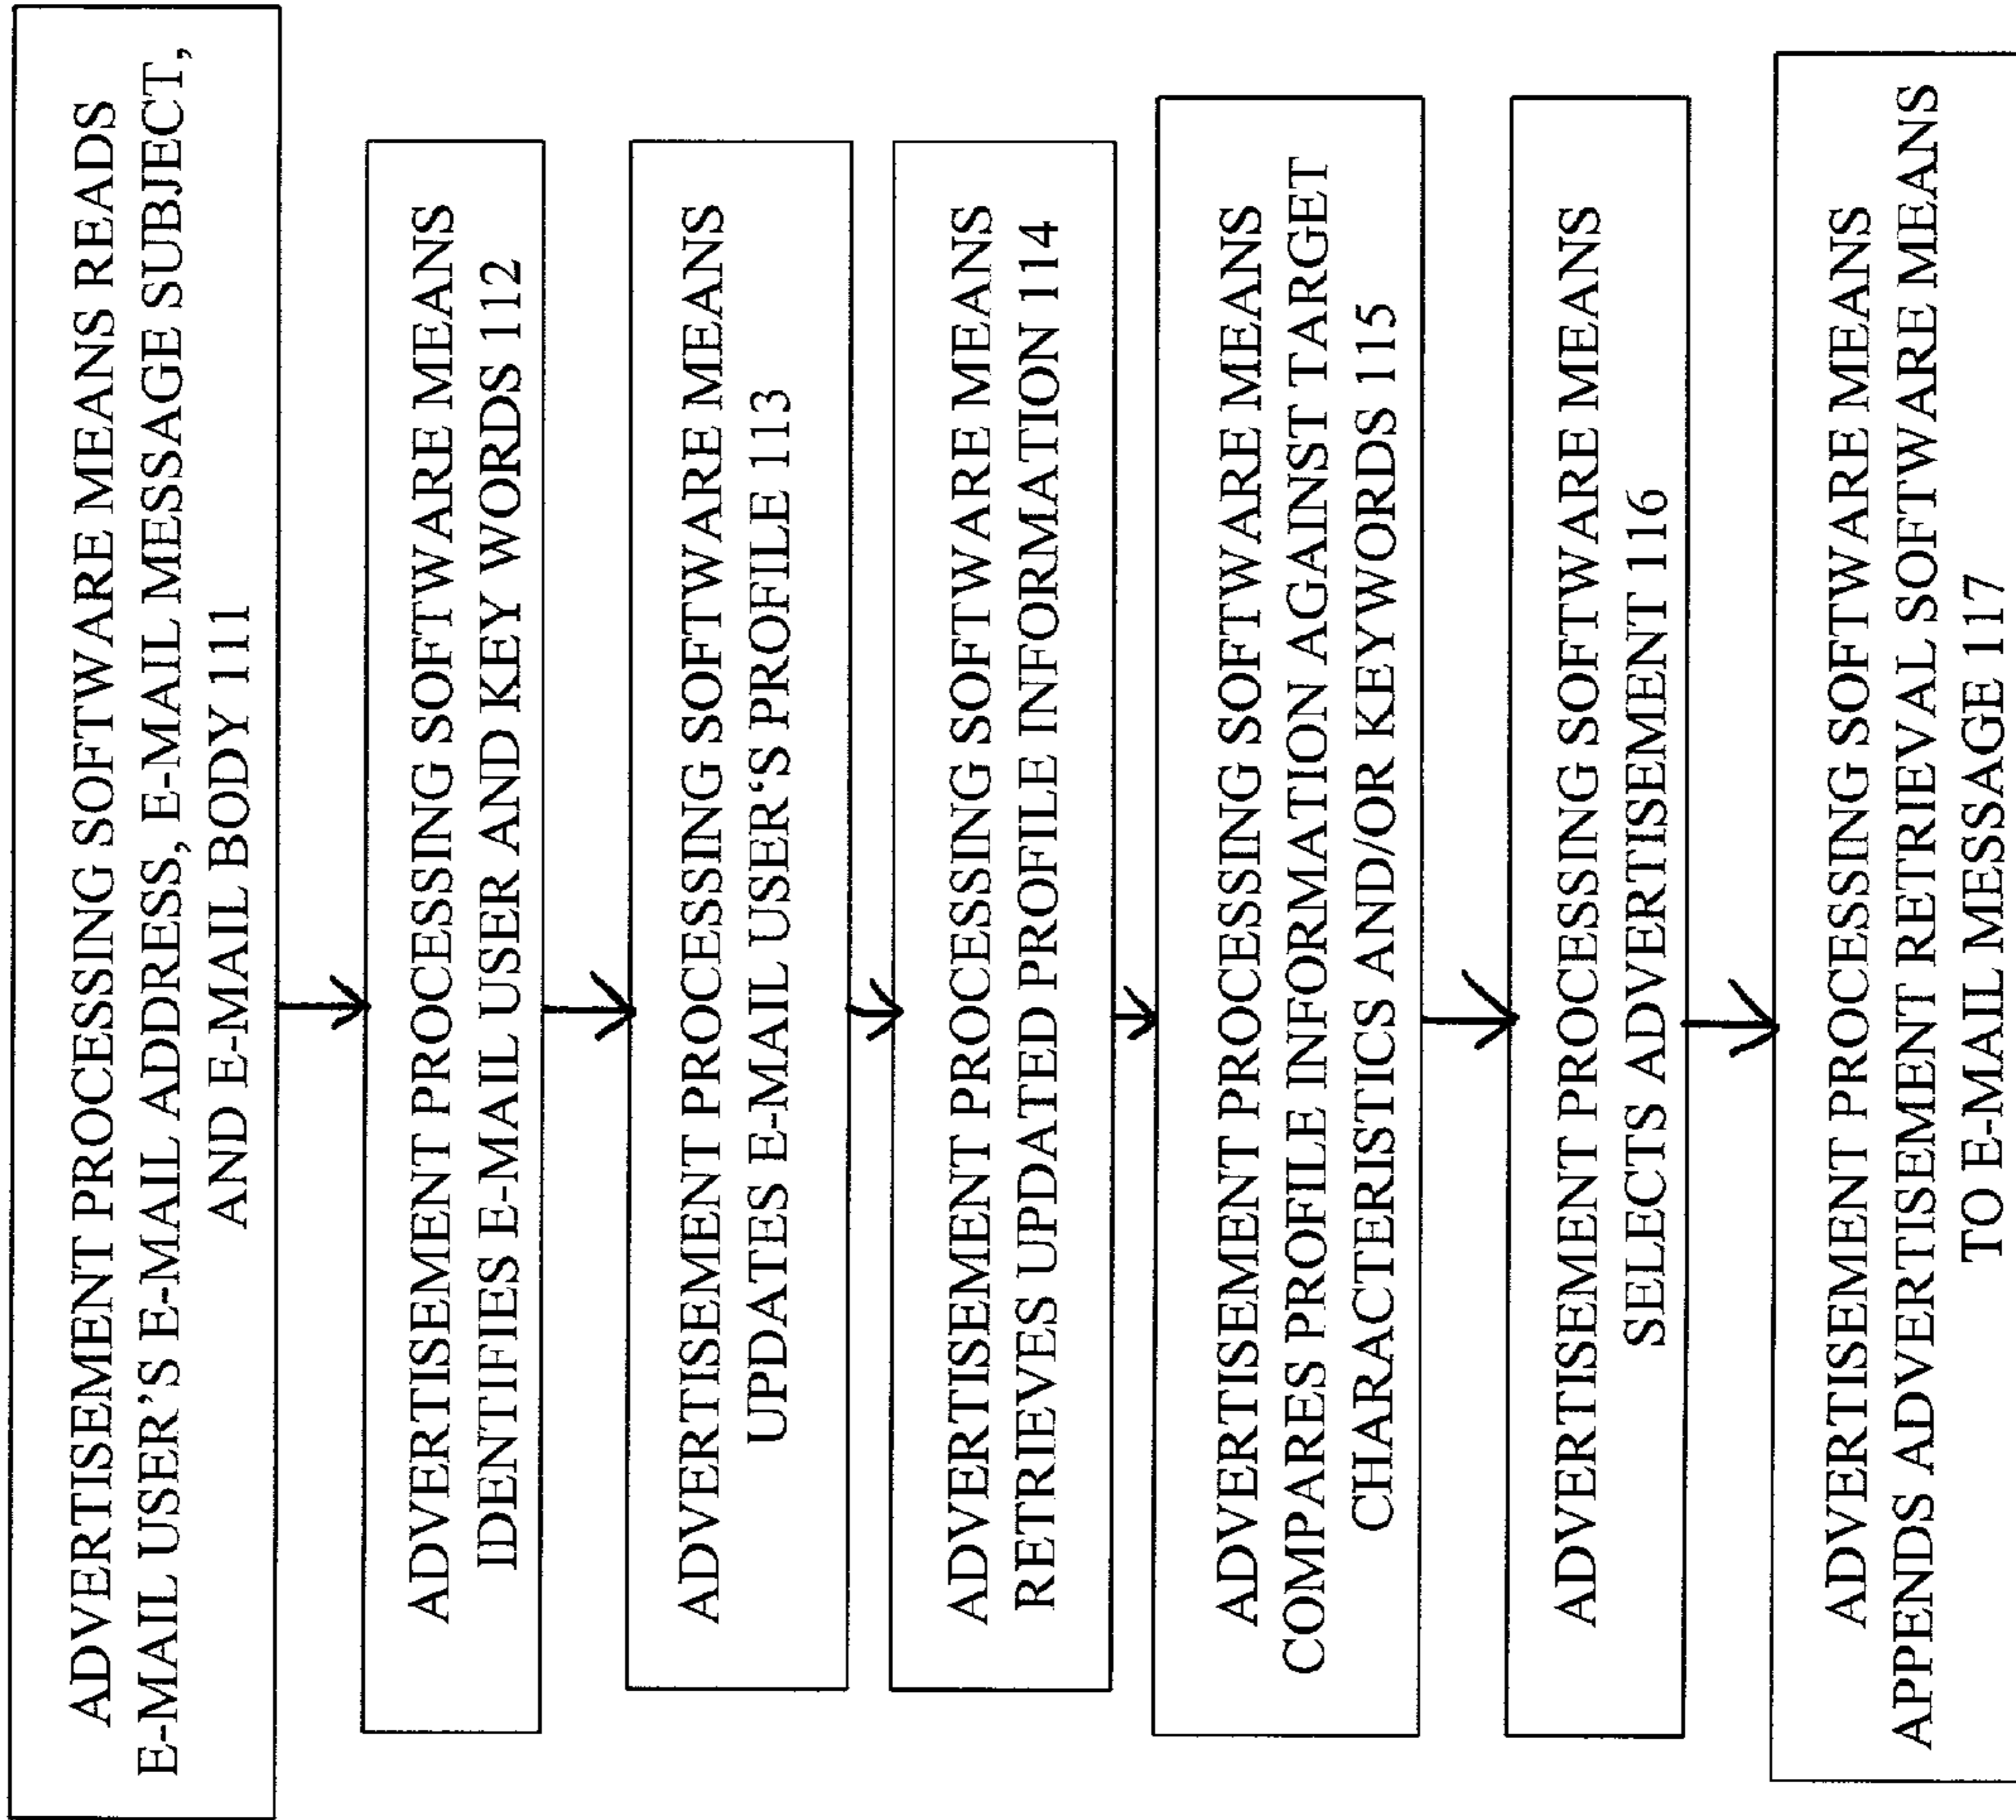 ADVERTISEMENT PROCESSING SOFTWARE MEANS READS
E-MAIL USER'S E-MAIL ADDRESS, E-MAIL MESSAGE SUBJECT,
AND E-MAIL BODY 111
ADVERTISEMENT PROCESSING SOFTWARE MEANS
IDENTIFIES E-MAIL USER AND KEY WORDS 112
ADVERTISEMENT PROCESSING SOFTWARE MEANS
UPDATES E-MAIL USER‘S PROFILE 113
ADVERTISEMENT PROCESSING SOFTWARE MEANS
RETRIEVES UPDATED PROFILE INFORMATION 114
ADVERTISEMENT PROCESSING SOFTWARE MEANS
COMPARES PROFILE INFORMATION AGAINST TARGET
CHARACTERISTICS AND/OR KEYWORDS 115
ADVERTISEMENT PROCESSING SOFTWARE MEANS
SELECTS ADVERTISEMENT 116
ADVERTISEMENT PROCESSING SOFTWARE MEANS
APPENDS ADVERTISEMENT RETRIEVAL SOFTWARE MEANS
TO E-MAIL MESSAGE 117